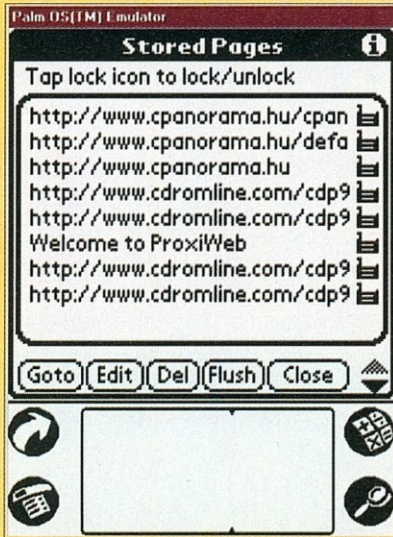 Palm OS(TM) Emulator
Stored Pages
Tap lock icon to lock/unlock
http://www.cpanorama.hu/cpan
http://www.cpanorama.hu/defa
http://www.cpanorama.hu
http://www.cdromline.com/cdp9
http://www.cdromline.com/cdp9
Welcome to ProxiWeb
http://www.cdromline.com/cdp9
http://www.cdromline.com/cdp9
Goto Edit Del Flush Close